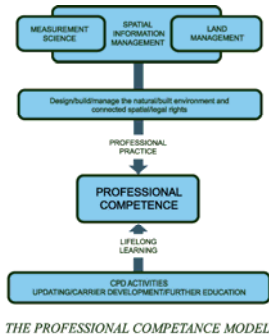 MEASUREMENT
SCIENCE
SPATIAL
INFORMATION
MANAGEMENT
LAND
MANAGEMENT
Design/build/manage the natural/built environment and
connected spatial/legal rights
PROFESSIONAL
PRACTICE
PROFESSIONAL
COMPETENCE
LIFELONG
LEARNING
CPD ACTIVITIES
UPDATING/CARRIER DEVELOPMENT/FURTHER EDUCATION
THE PROFESSIONAL COMPETANCE MODEL